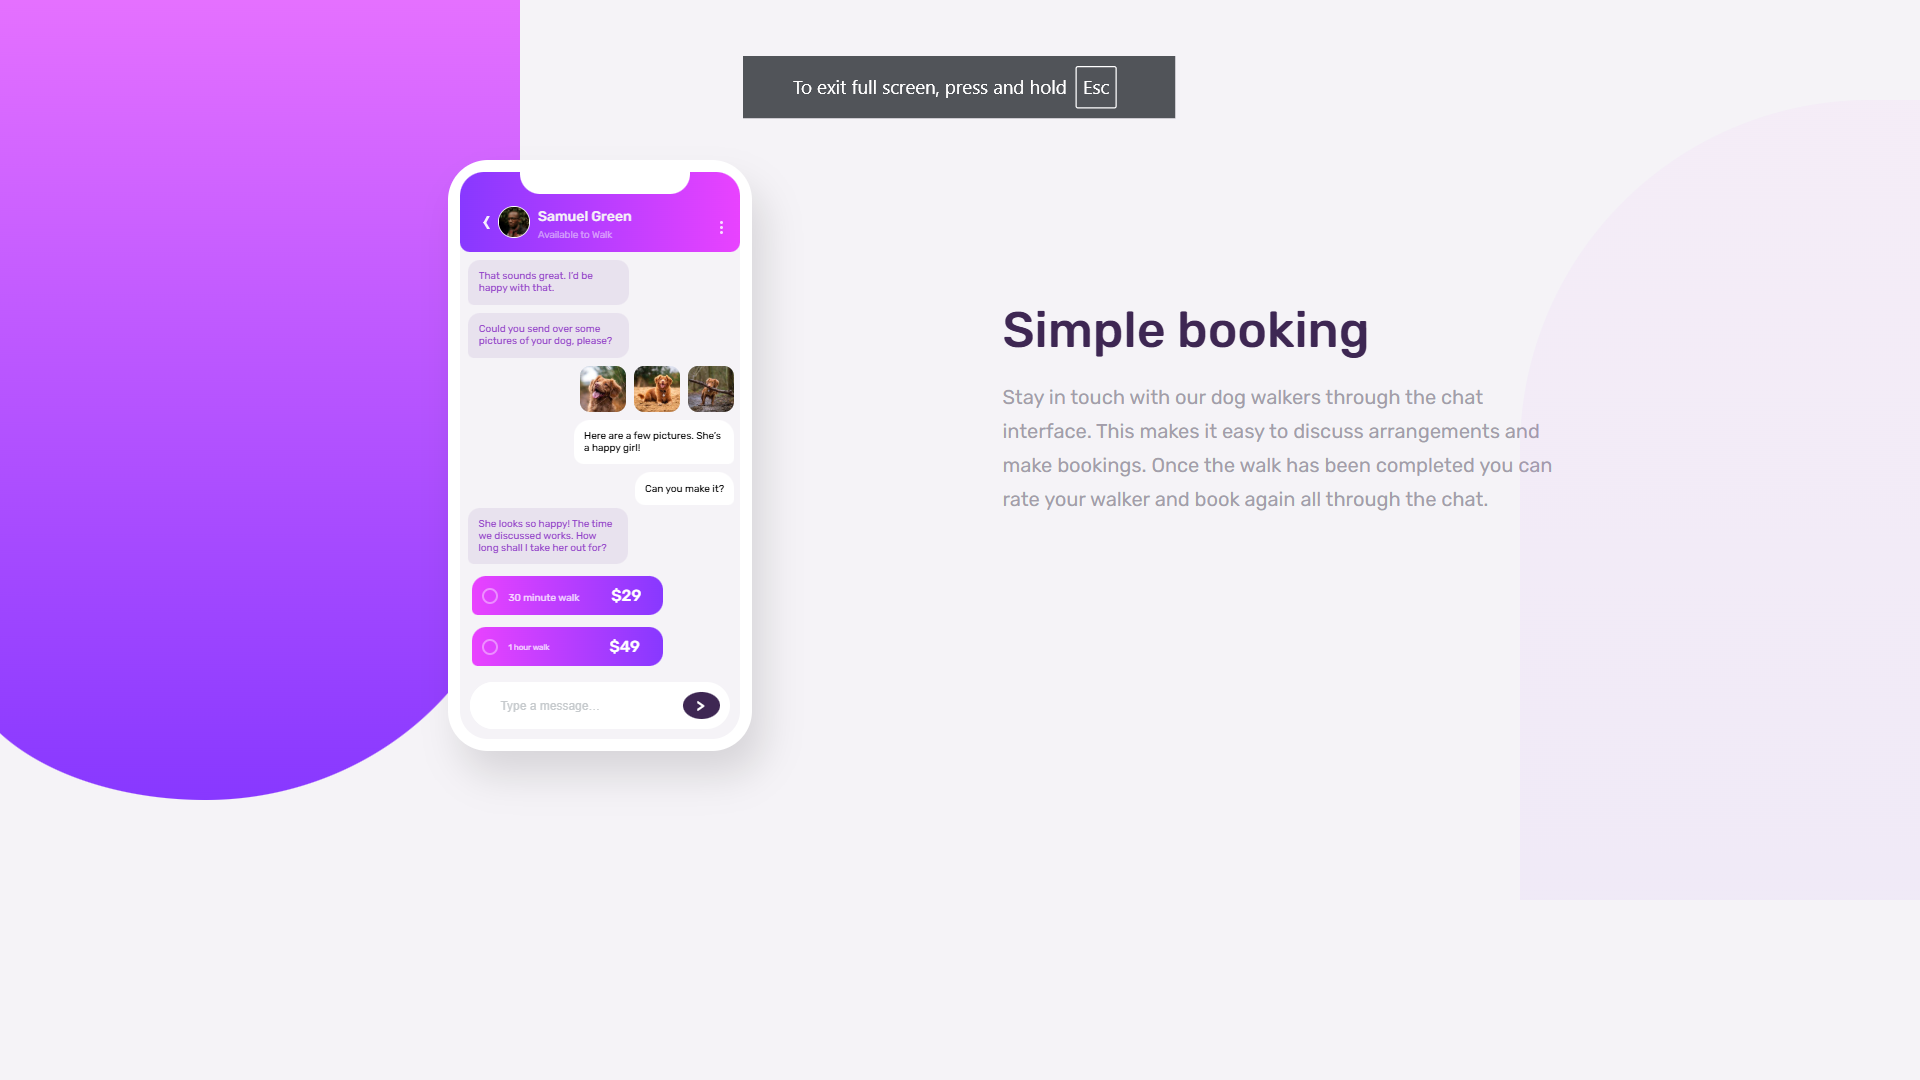 To exit full screen, press and hold Esc
Samuel Green
Available to Walk
That sounds great. I'd be
happy with that.
Could you send over some
pictures of your dog, please?
Here are a few pictures. She's
a happy girl!
Can you make it?
She looks so happy! The time
we discussed works. How
long shall I take her out for?
30 minute walk $29
1 hour walk $49
Type a message...
Simple booking
Stay in touch with our dog walkers through the chat
interface. This makes it easy to discuss arrangements and
make bookings. Once the walk has been completed you can
rate your walker and book again all through the chat.